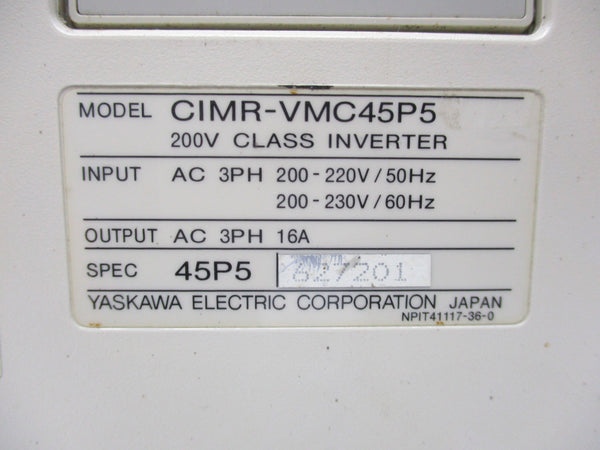 MODEL CIMR-VMC45P5
200V CLASS INVERTER
INPUT AC 3PH 200-220V/50Hz
200-230V/60Hz
OUTPUT AC 3PH 16A
SPEC 45P5 627201
YASKAWA ELECTRIC CORPORATION JAPAN
NPIT41117-36-0